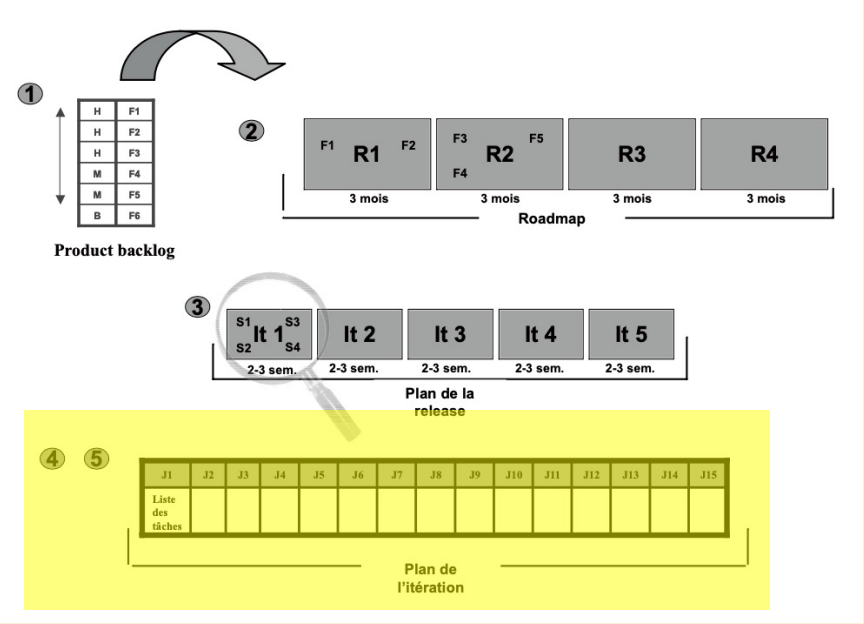 1
H F1
H F2
H F3
M F4
M F5
B F6
Product backlog
2
F1 R1 F2
F3 R2 F5
F4
R3
R4
3 mois 3 mois 3 mois 3 mois
Roadmap
3
S1 It 1 S3
S2 S4
It 2 It 3 It 4 It 5
2-3 sem. 2-3 sem. 2-3 sem. 2-3 sem. 2-3 sem.
Plan de la
release
4 5
J1 J2 J3 J4 J5 J6 J7 J8 J9 J10 J11 J12 J13 J14 J15
Liste
des
tâches
Plan de
l'itération